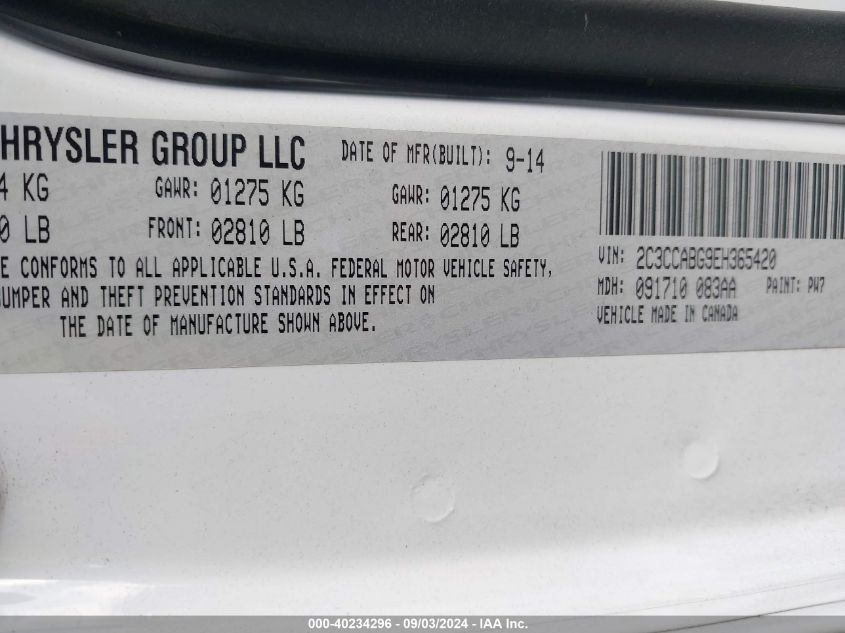 HRYSLER GROUP LLC DATE OF MFR(BUILT): 9-14
4 KG GAWR: 01275 KG GAWR: 01275 KG
0 LB FRONT: 02810 LB REAR: 02810 LB
E CONFORMS TO ALL APPLICABLE U.S.A. FEDERAL MOTOR VEHICLE SAFETY,
UMPER AND THEFT PREVENTION STANDARDS IN EFFECT ON
THE DATE OF MANUFACTURE SHOWN ABOVE.
VIN: 2C3CCABG9EH365420
MDH: 091710 083AA PAINT: PW7
VEHICLE MADE IN CANADA
000-40234296 - 09/03/2024 - IAA Inc.